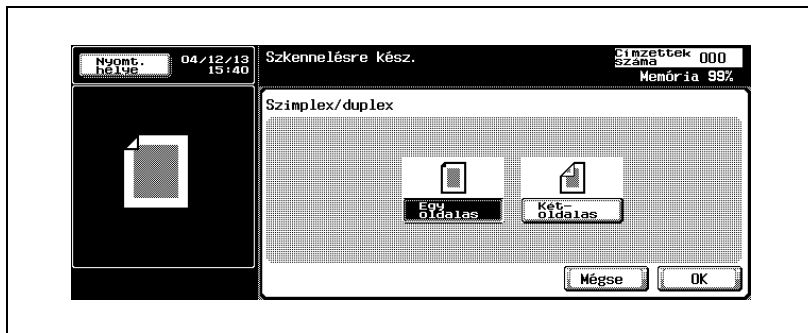 Nyomt.
helye
04/12/13
15:40
Szkennelésre kész.
Címzettek
száma
000
Memória 99%
Szimplex/duplex
Egy
oldalas
Két-
oldalas
Mégse
OK